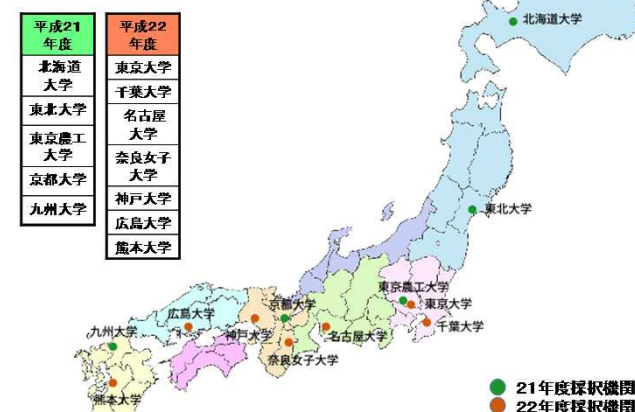 平成21
年度
北海道
大学
東北大学
東京農工
大学
京都大学
九州大学
平成22
年度
東京大学
千葉大学
名古屋
大学
奈良女子
大学
神戸大学
広島大学
熊本大学
北海道大学
東北大学
東京農工大学
東京大学
千葉大学
京都大学
広島大学
神戸大学
名古屋大学
九州大学
奈良女子大学
熊本大学
21年度採択機関
22年度採択機関